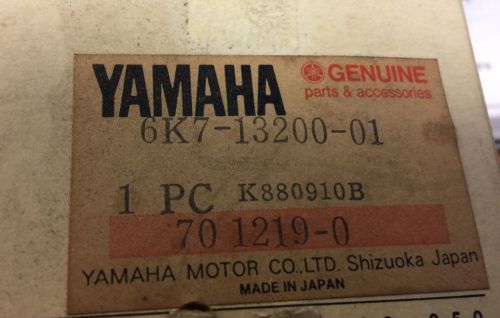 YAMAHA GENUINE
parts & accessories
6K7-13200-01
1 PC K880910B
70 1219-0
YAMAHA MOTOR CO.,LTD. Shizuoka Japan
MADE IN JAPAN